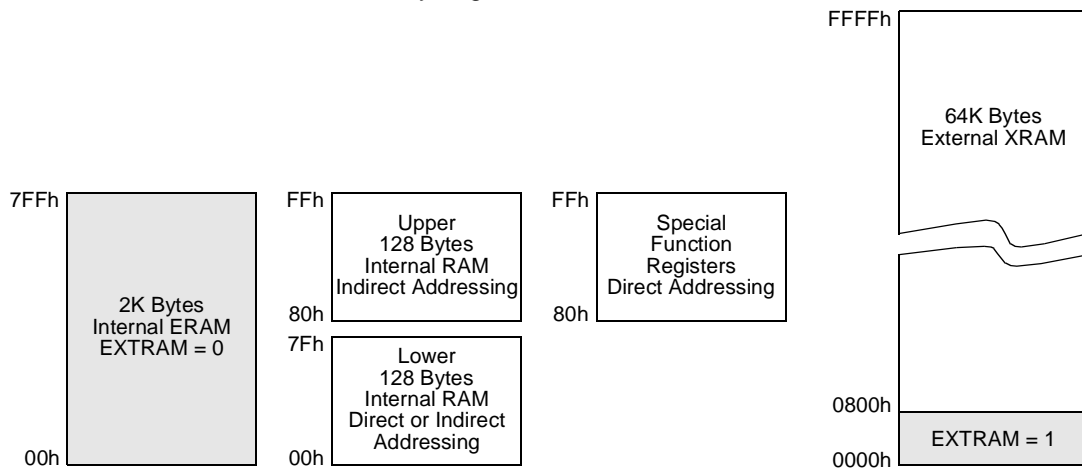 FFFFh
64K Bytes
External XRAM
7FFh
2K Bytes
Internal ERAM
EXTRAM = 0
00h
FFh
Upper
128 Bytes
Internal RAM
Indirect Addressing
80h
7Fh
Lower
128 Bytes
Internal RAM
Direct or Indirect
Addressing
00h
FFh
Special
Function
Registers
Direct Addressing
80h
0800h
EXTRAM = 1
0000h